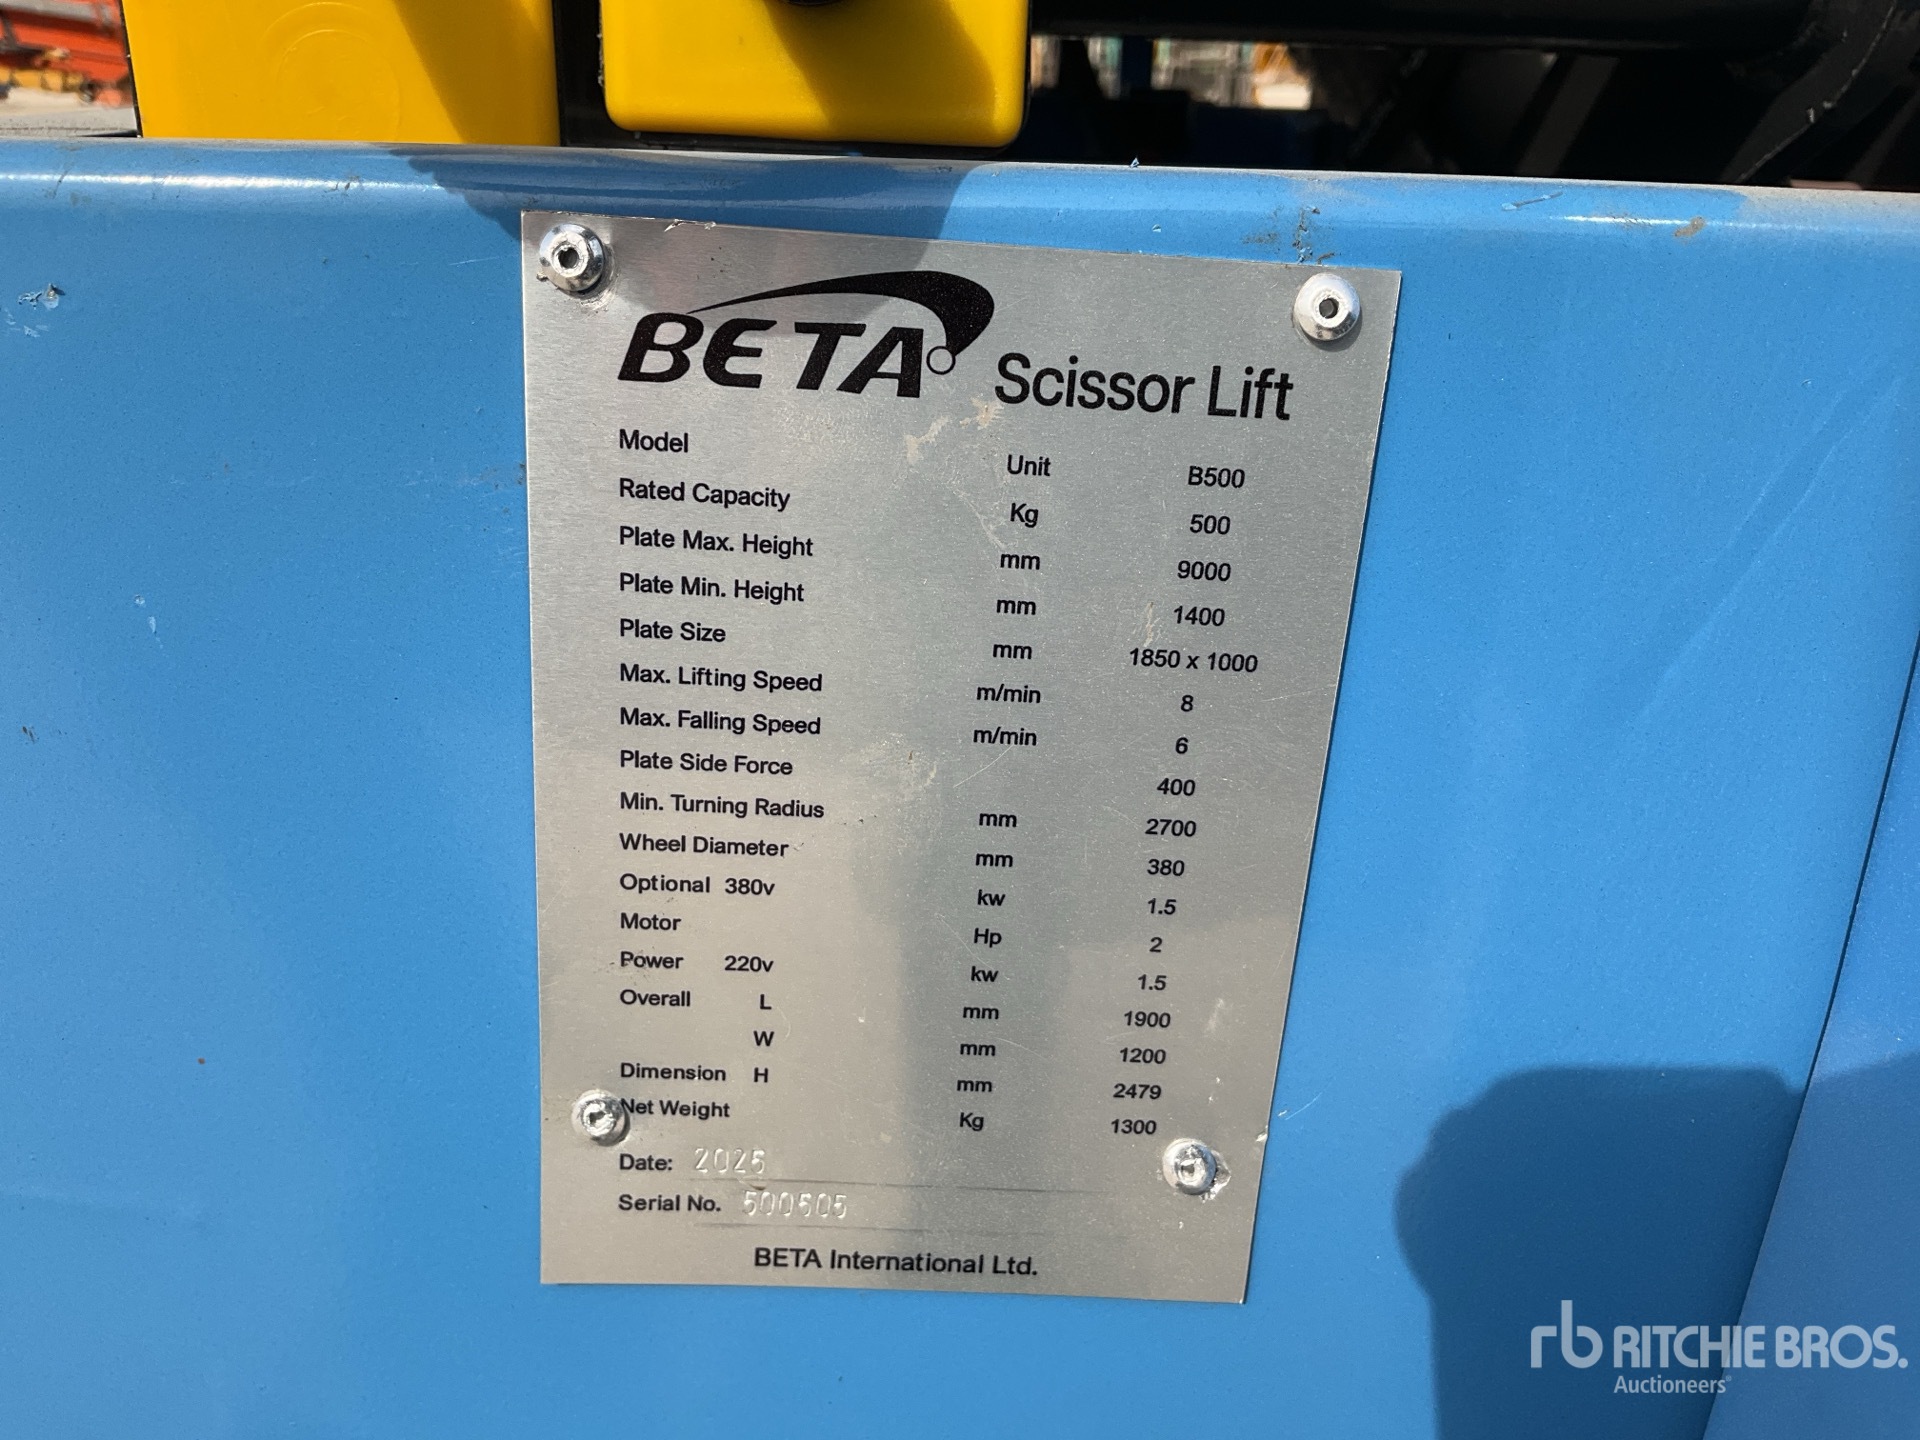 BETA Scissor Lift
Model Unit B500
Rated Capacity Kg 500
Plate Max. Height mm 9000
Plate Min. Height mm 1400
Plate Size mm 1850 x 1000
Max. Lifting Speed m/min 8
Max. Falling Speed m/min 6
Plate Side Force 400
Min. Turning Radius mm 2700
Wheel Diameter mm 380
Optional 380v kw 1.5
Motor Hp 2
Power 220v kw 1.5
Overall L mm 1900
W mm 1200
Dimension H mm 2479
Net Weight Kg 1300
Date: 2025
Serial No. 500505
BETA International Ltd.
rb RITCHIE BROS.
Auctioneers